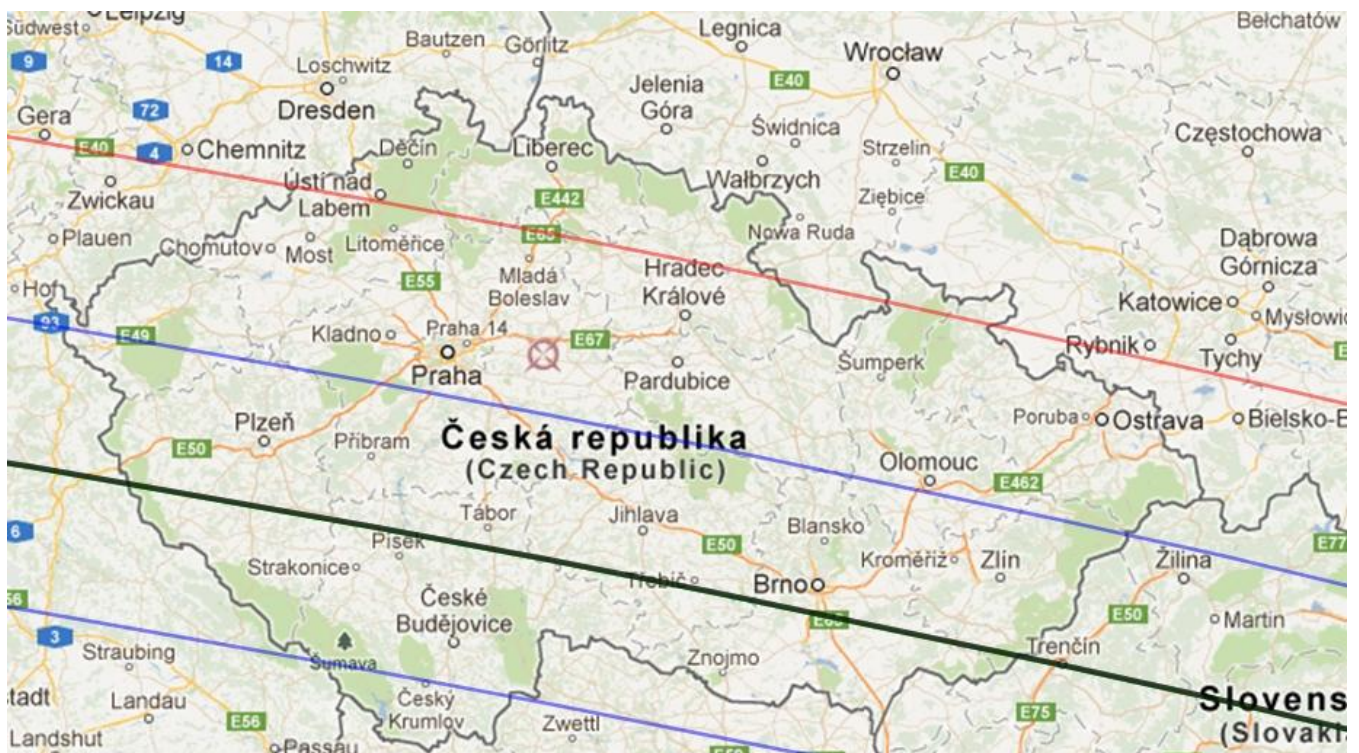 Leipzig
Südwest
Bautzen
Görlitz
Legnica
Wrocław
Bełchatów
9
14
Loschwitz
E40
Dresden
Jelenia
Góra
72
Gera
Świdnica
Częstochowa
E40
4
Chemnitz
Děčín
Liberec
Strzelin
E40
Zwickau
Ústí nad
Labem
E442
Wałbrzych
Ziębice
Plauen
Chomutov
Most
Litoměřice
E65
Nowa Ruda
Dąbrowa
Górnicza
Hof
E55
Mladá
Boleslav
Hradec
Králové
Katowice
93
E49
Kladno
Praha 14
E67
Mysłowic
Praha
Pardubice
Šumperk
Rybnik
Tychy
Plzeň
Poruba
Ostrava
Bielsko-B
E50
Příbram
Česká republika
(Czech Republic)
Olomouc
E462
6
Tábor
Jihlava
Blansko
E77
Písek
E50
Strakonice
Třebíč
Brno
Kroměříž
Zlín
Žilina
56
České
Budějovice
E65
E50
Martin
3
Straubing
Šumava
Znojmo
Trenčín
stadt
Landau
Český
Krumlov
Slovens
(Slovaki
E56
Zwettl
E75
Landshut
Passau